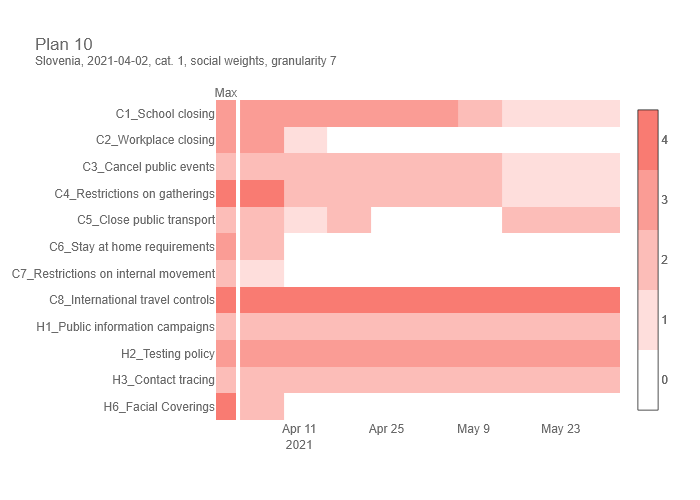 Plan 10
Slovenia, 2021-04-02, cat. 1, social weights, granularity 7
Max
C1_School closing
C2_Workplace closing
C3_Cancel public events
C4_Restrictions on gatherings
C5_Close public transport
C6_Stay at home requirements
C7_Restrictions on internal movement
C8_International travel controls
H1_Public information campaigns
H2_Testing policy
H3_Contact tracing
H6_Facial Coverings
Apr 11
2021
Apr 25
May 9
May 23
4
3
2
1
0